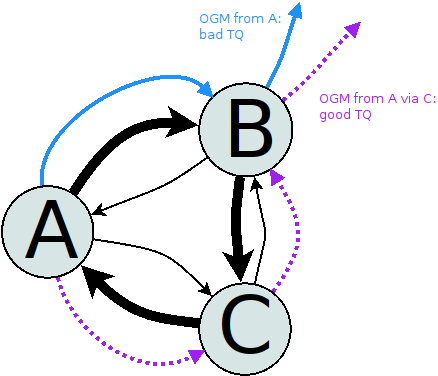 OGM from A:
bad TQ
OGM from A via C:
good TQ
B
A
C